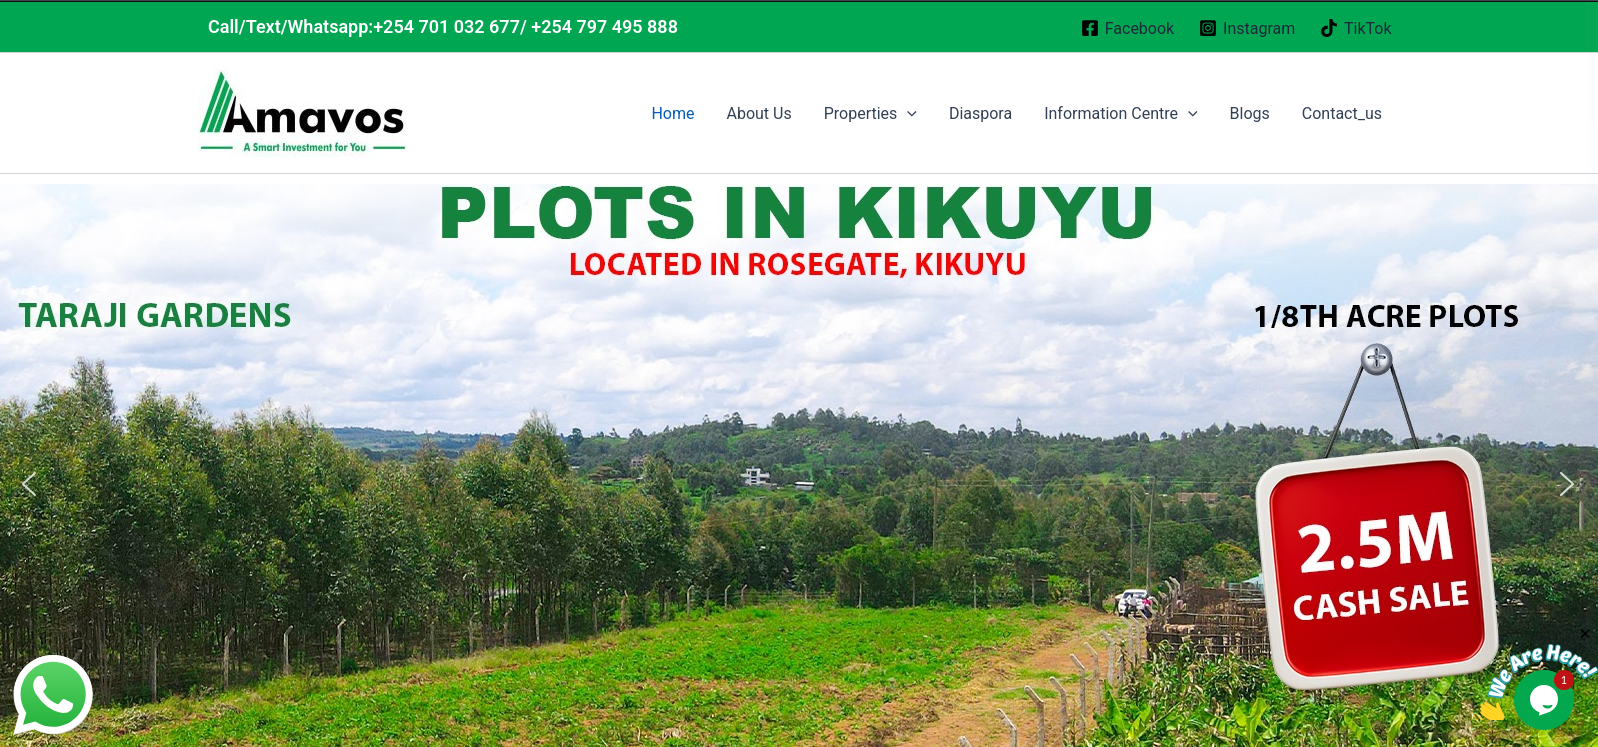 Call/Text/Whatsapp:+254 701 032 677/ +254 797 495 888
Facebook
Instagram
TikTok
Amavos
A Smart Investment for You
Home
About Us
Properties
Diaspora
Information Centre
Blogs
Contact_us
PLOTS IN KIKUYU
LOCATED IN ROSEGATE, KIKUYU
TARAJI GARDENS
1/8TH ACRE PLOTS
2.5M
CASH SALE
We Are Here!
1